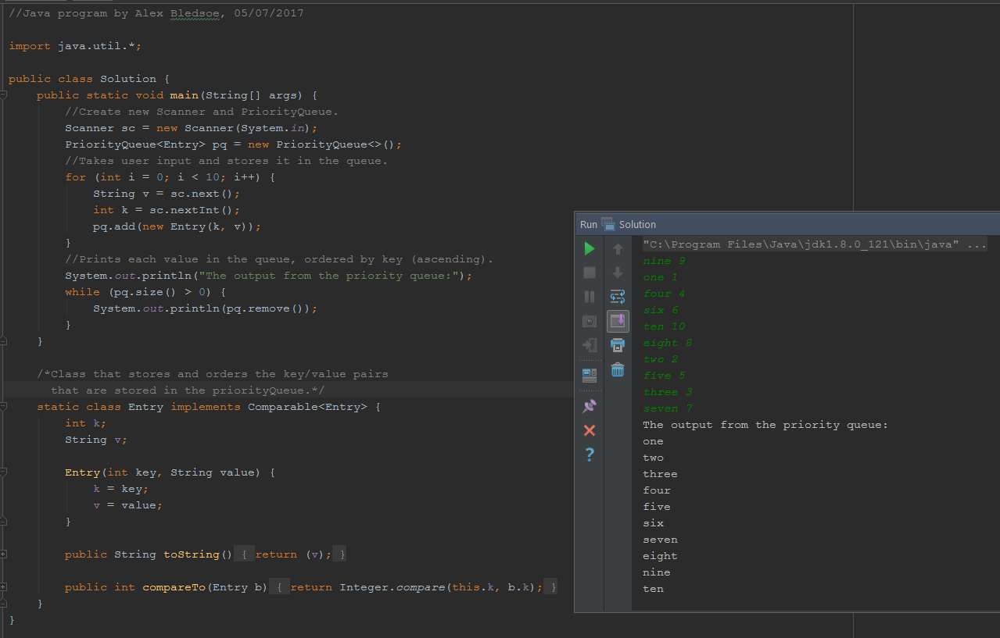 //Java program by Alex Bledsoe, 05/07/2017
import java.util.*;
public class Solution {
public static void main(String[] args) {
//Create new Scanner and PriorityQueue.
Scanner sc = new Scanner(System.in);
PriorityQueue<Entry> pq = new PriorityQueue<>();
//Takes user input and stores it in the queue.
for (int i = 0; i < 10; i++) {
String v = sc.next();
int k = sc.nextInt();
pq.add(new Entry(k, v));
}
//Prints each value in the queue, ordered by key (ascending).
System.out.println("The output from the priority queue:");
while (pq.size() > 0) {
System.out.println(pq.remove());
}
}
/*Class that stores and orders the key/value pairs
that are stored in the priorityQueue.*/
static class Entry implements Comparable<Entry> {
int k;
String v;
Entry(int key, String value) {
k = key;
v = value;
}
public String toString() { return (v); }
public int compareTo(Entry b) { return Integer.compare(this.k, b.k); }
}
}
Run Solution
"C:\Program Files\Java\jdk1.8.0_121\bin\java" ...
nine 9
one 1
four 4
six 6
ten 10
eight 8
two 2
five 5
three 3
seven 7
The output from the priority queue:
one
two
three
four
five
six
seven
eight
nine
ten